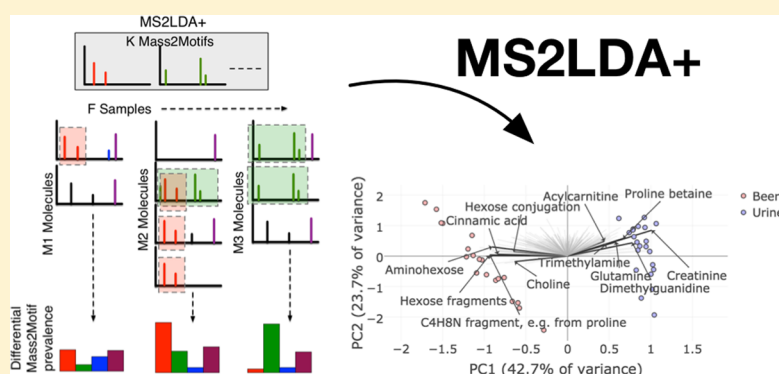 MS2LDA+
K Mass2Motifs
F Samples
M1 Molecules
M2 Molecules
M3 Molecules
Differential
Mass2Motif
prevalence
MS2LDA+
PC2 (23.7% of variance)
2
1
0
−1
−2
Acylcarnitine
Proline betaine
Hexose conjugation
Cinnamic acid
Aminohexose
Trimethylamine
Glutamine
Creatinine
Choline
Dimethylguanidine
Hexose fragments
C4H8N fragment, e.g. from proline
−2
−1.5
−1
−0.5
0
0.5
1
1.5
PC1 (42.7% of variance)
Beer
Urine